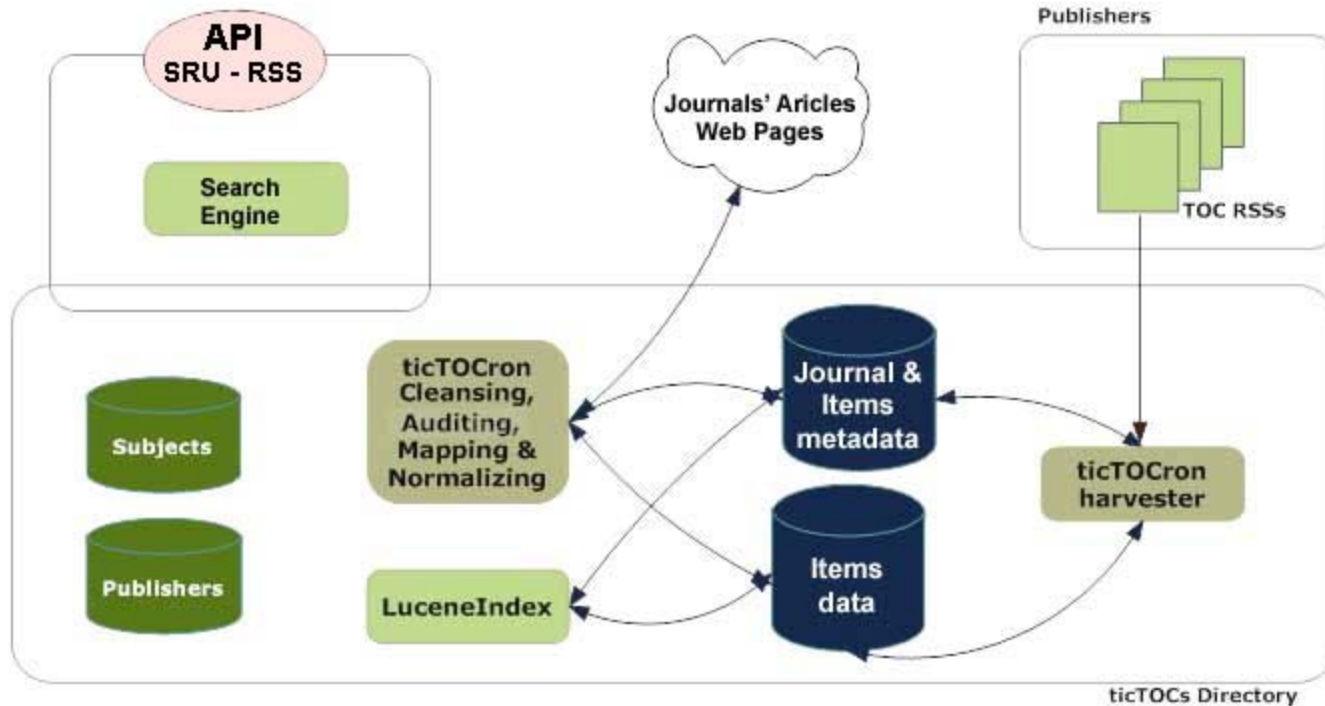 API
SRU - RSS
Search
Engine
Journals' Aricles
Web Pages
Publishers
TOC RSSs
ticTOCron
Cleansing,
Auditing,
Mapping &
Normalizing
Journal &
Items
metadata
Subjects
ticTOCron
harvester
Publishers
LuceneIndex
Items
data
ticTOCs Directory